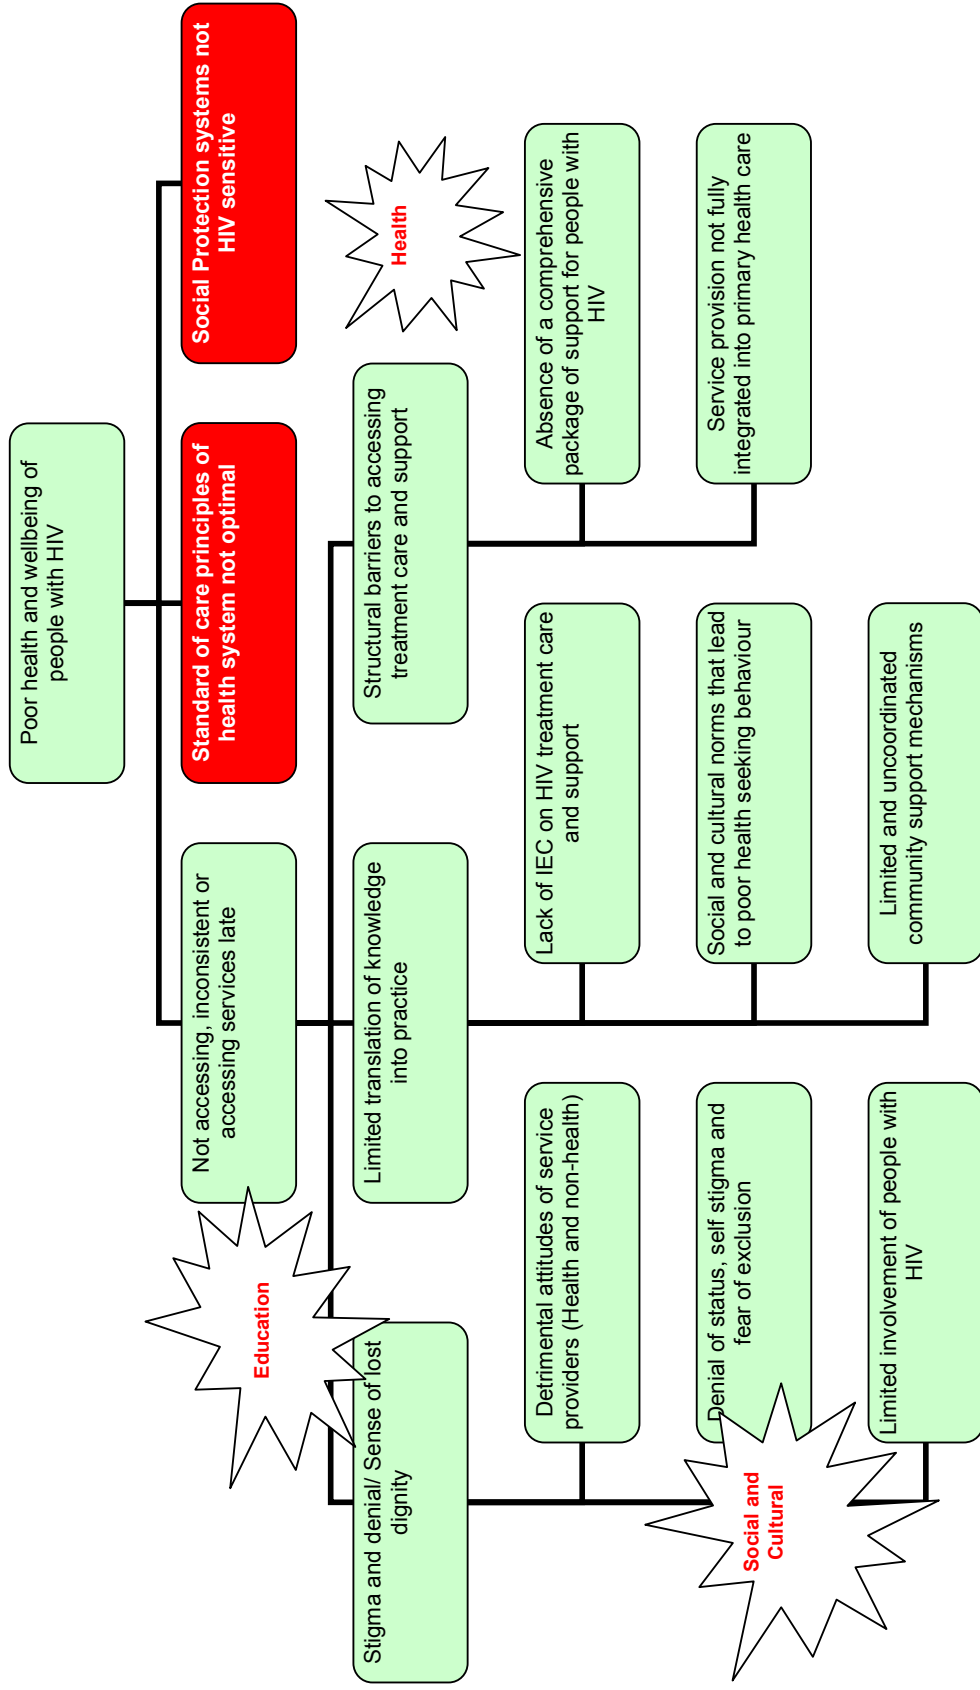 Poor health and wellbeing of
people with HIV
Not accessing, inconsistent or
accessing services late
Standard of care principles of
health system not optimal
Social Protection systems not
HIV sensitive
Education
Health
Stigma and denial/ Sense of lost
dignity
Limited translation of knowledge
into practice
Structural barriers to accessing
treatment care and support
Detrimental attitudes of service
providers (Health and non-health)
Lack of IEC on HIV treatment care
and support
Absence of a comprehensive
package of support for people with
HIV
Denial of status, self stigma and
fear of exclusion
Social and cultural norms that lead
to poor health seeking behaviour
Service provision not fully
integrated into primary health care
Social and
Cultural
Limited involvement of people with
HIV
Limited and uncoordinated
community support mechanisms